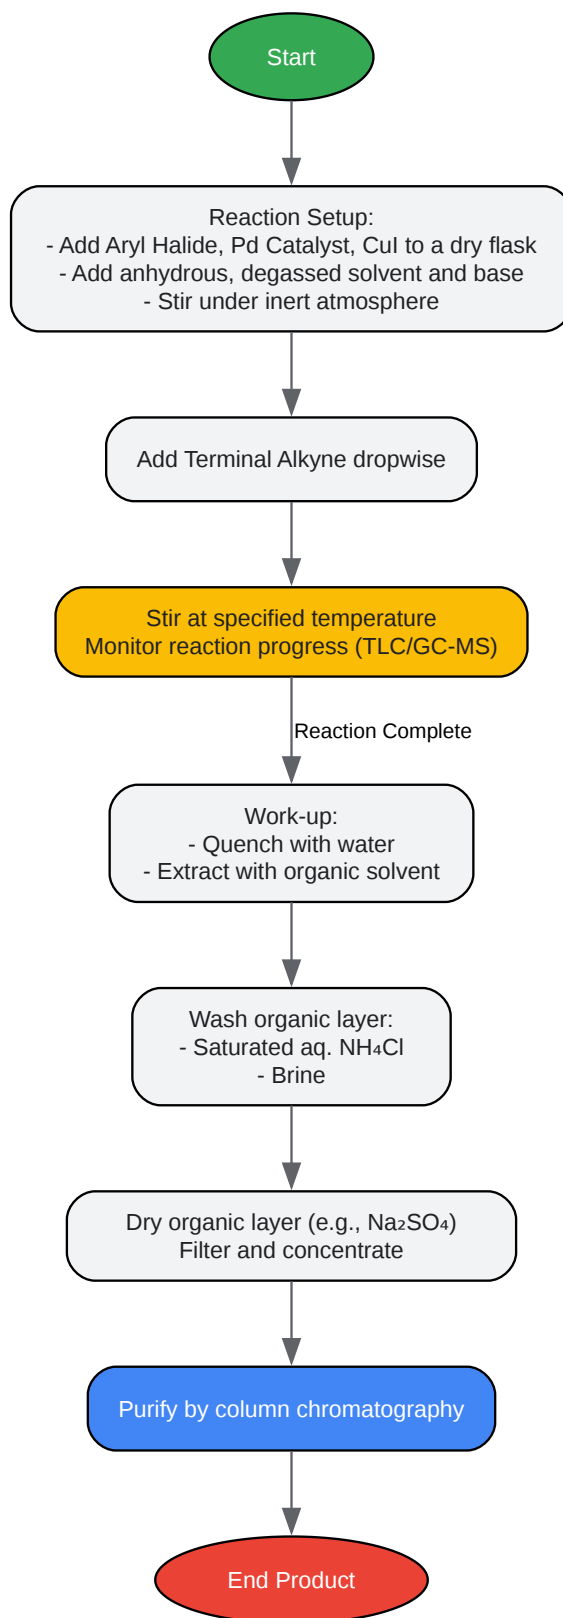 Start
Reaction Setup:
- Add Aryl Halide, Pd Catalyst, CuI to a dry flask
- Add anhydrous, degassed solvent and base
- Stir under inert atmosphere
Add Terminal Alkyne dropwise
Stir at specified temperature
Monitor reaction progress (TLC/GC-MS)
Reaction Complete
Work-up:
- Quench with water
- Extract with organic solvent
Wash organic layer:
- Saturated aq. NH₄Cl
- Brine
Dry organic layer (e.g., Na₂SO₄)
Filter and concentrate
Purify by column chromatography
End Product